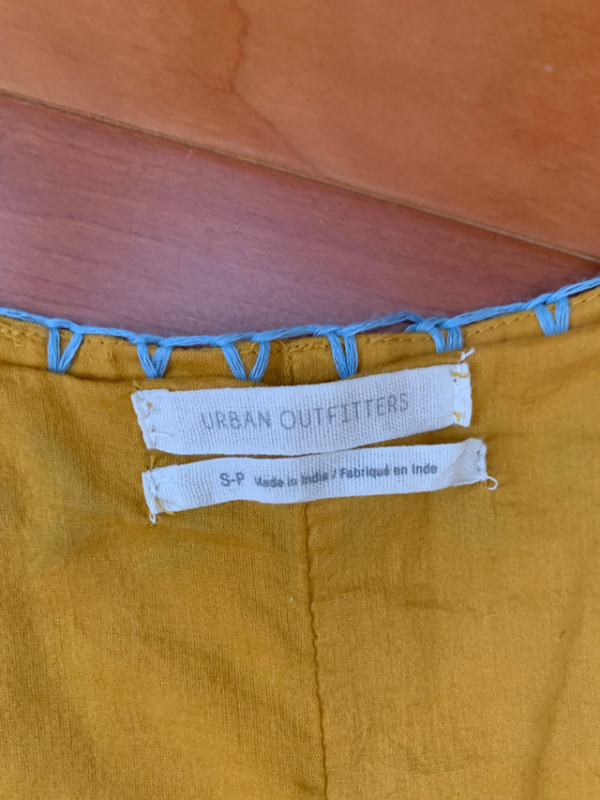 URBAN OUTFITTERS
S-P Made in India / Fabriqué en Inde